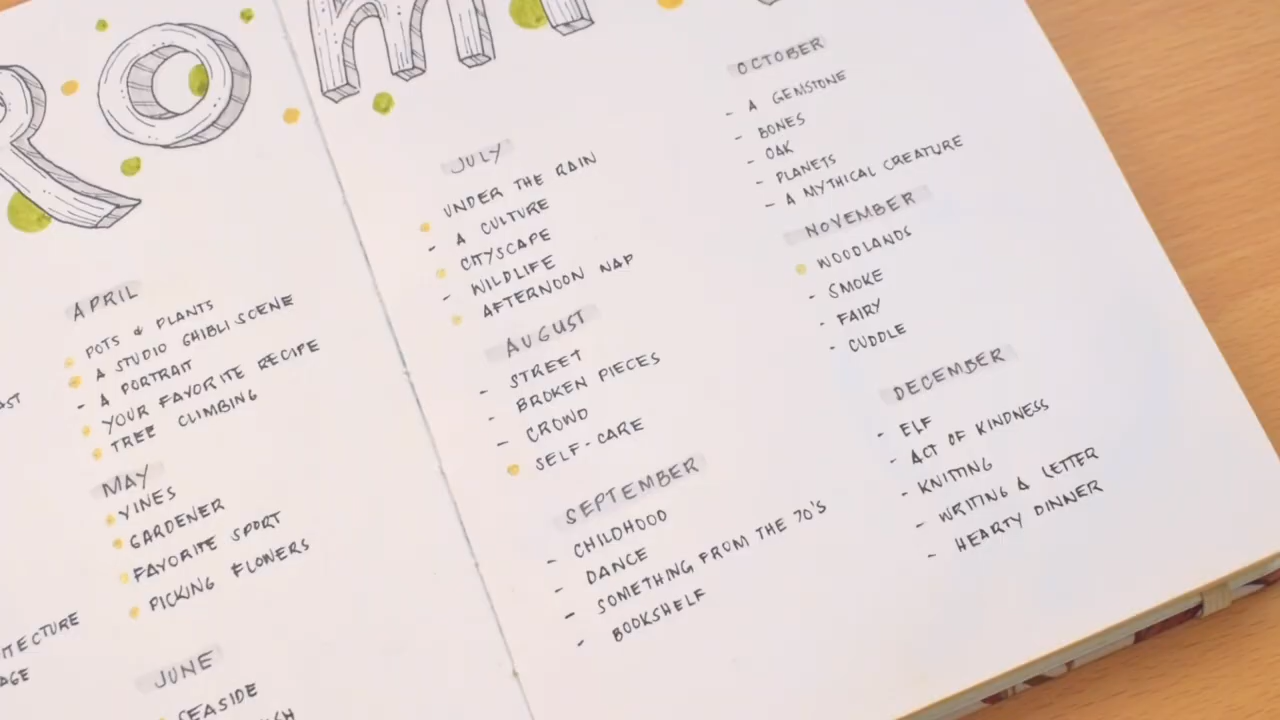 ROM
APRIL
POTS & PLANTS
A STUDIO GHIBLI SCENE
- A PORTRAIT
YOUR FAVORITE RECIPE
TREE CLIMBING
MAY
VINES
GARDENER
FAVORITE SPORT
PICKING FLOWERS
JUNE
SEASIDE
JULY
UNDER THE RAIN
- A CULTURE
CITYSCAPE
- WILDLIFE
AFTERNOON NAP
AUGUST
- STREET
- BROKEN PIECES
- CROWD
SELF-CARE
SEPTEMBER
- CHILDHOOD
- DANCE
- SOMETHING FROM THE 70'S
- BOOKSHELF
OCTOBER
- A GEMSTONE
- BONES
- OAK
- PLANETS
- A MYTHICAL CREATURE
NOVEMBER
WOODLANDS
- SMOKE
- FAIRY
- CUDDLE
DECEMBER
- ELF
- ACT OF KINDNESS
- KNITTING
- WRITING A LETTER
- HEARTY DINNER